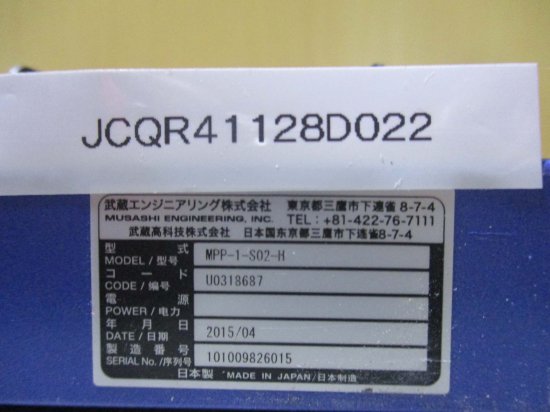 JCQR41128D022
武蔵エンジニアリング株式会社 東京都三鷹市下連雀 8-7-4
MUSASHI ENGINEERING, INC. TEL : +81-422-76-7111
武蔵高科技株式会社 日本国东京都三鹰市下连雀8-7-4
型式
MODEL / 型号 MPP-1-S02-H
コード
CODE / 编号 U0318687
電源
POWER / 电力
年月日
DATE / 日期 2015/04
製造番号
SERIAL No. / 序列号 101009826015
日本製 "MADE IN JAPAN / 日本制造